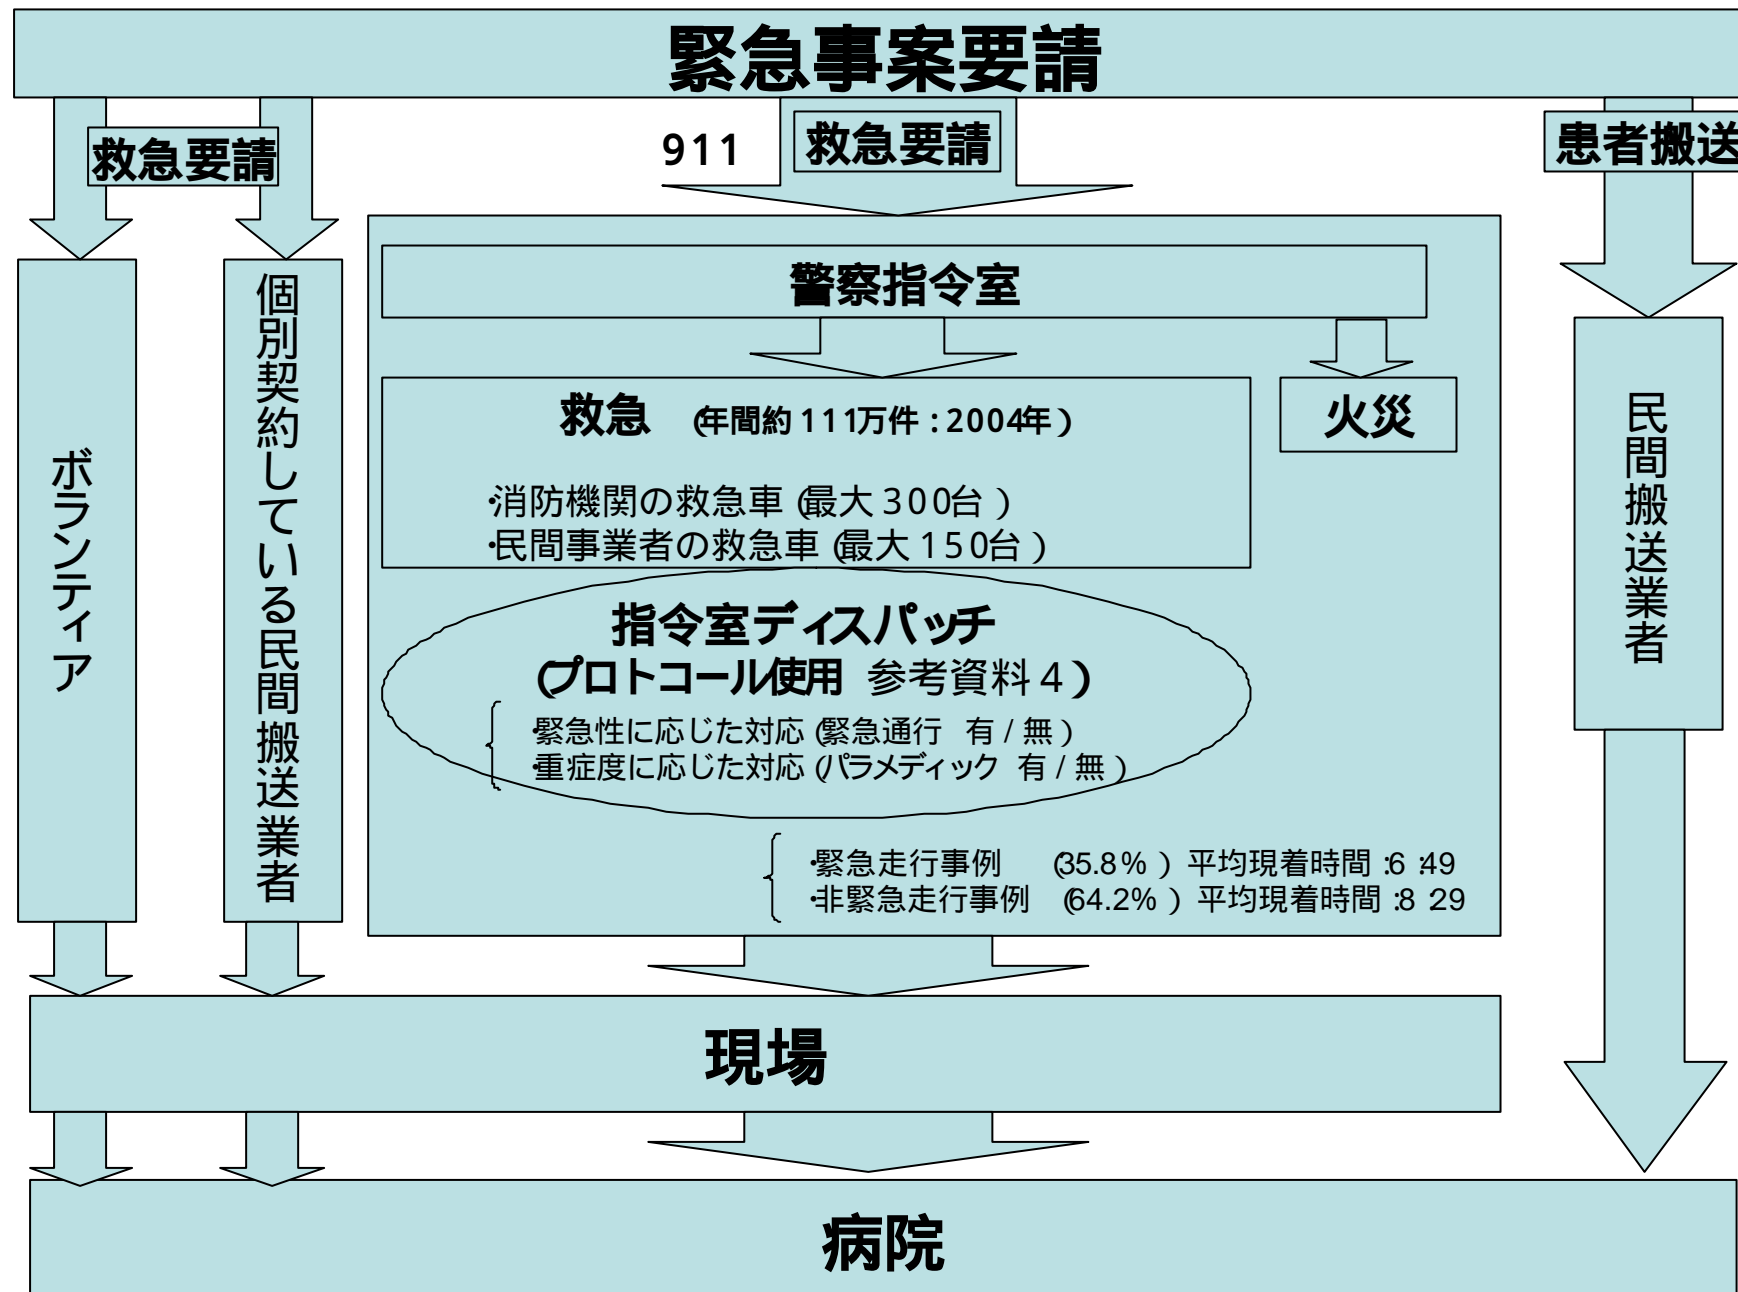 緊急事案要請
救急要請
911
救急要請
患者搬送
ボランティア
個別契約している民間搬送業者
警察指令室
救急 (年間約111万件:2004年)
火災
・消防機関の救急車(最大300台)
・民間事業者の救急車(最大150台)
指令室ディスパッチ
(プロトコール使用 参考資料4)
・緊急性に応じた対応(緊急通行 有/無)
・重症度に応じた対応(パラメディック 有/無)
・緊急走行事例 (35.8%) 平均現着時間:6:49
・非緊急走行事例 (64.2%) 平均現着時間:8:29
民間搬送業者
現場
病院